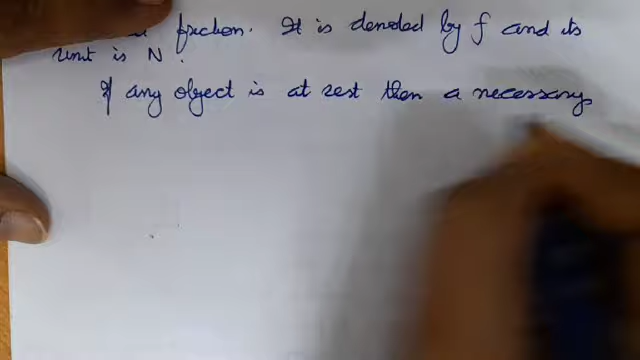 friction. It is denoted by f and its
unit is N.
If any object is at rest then a necessary